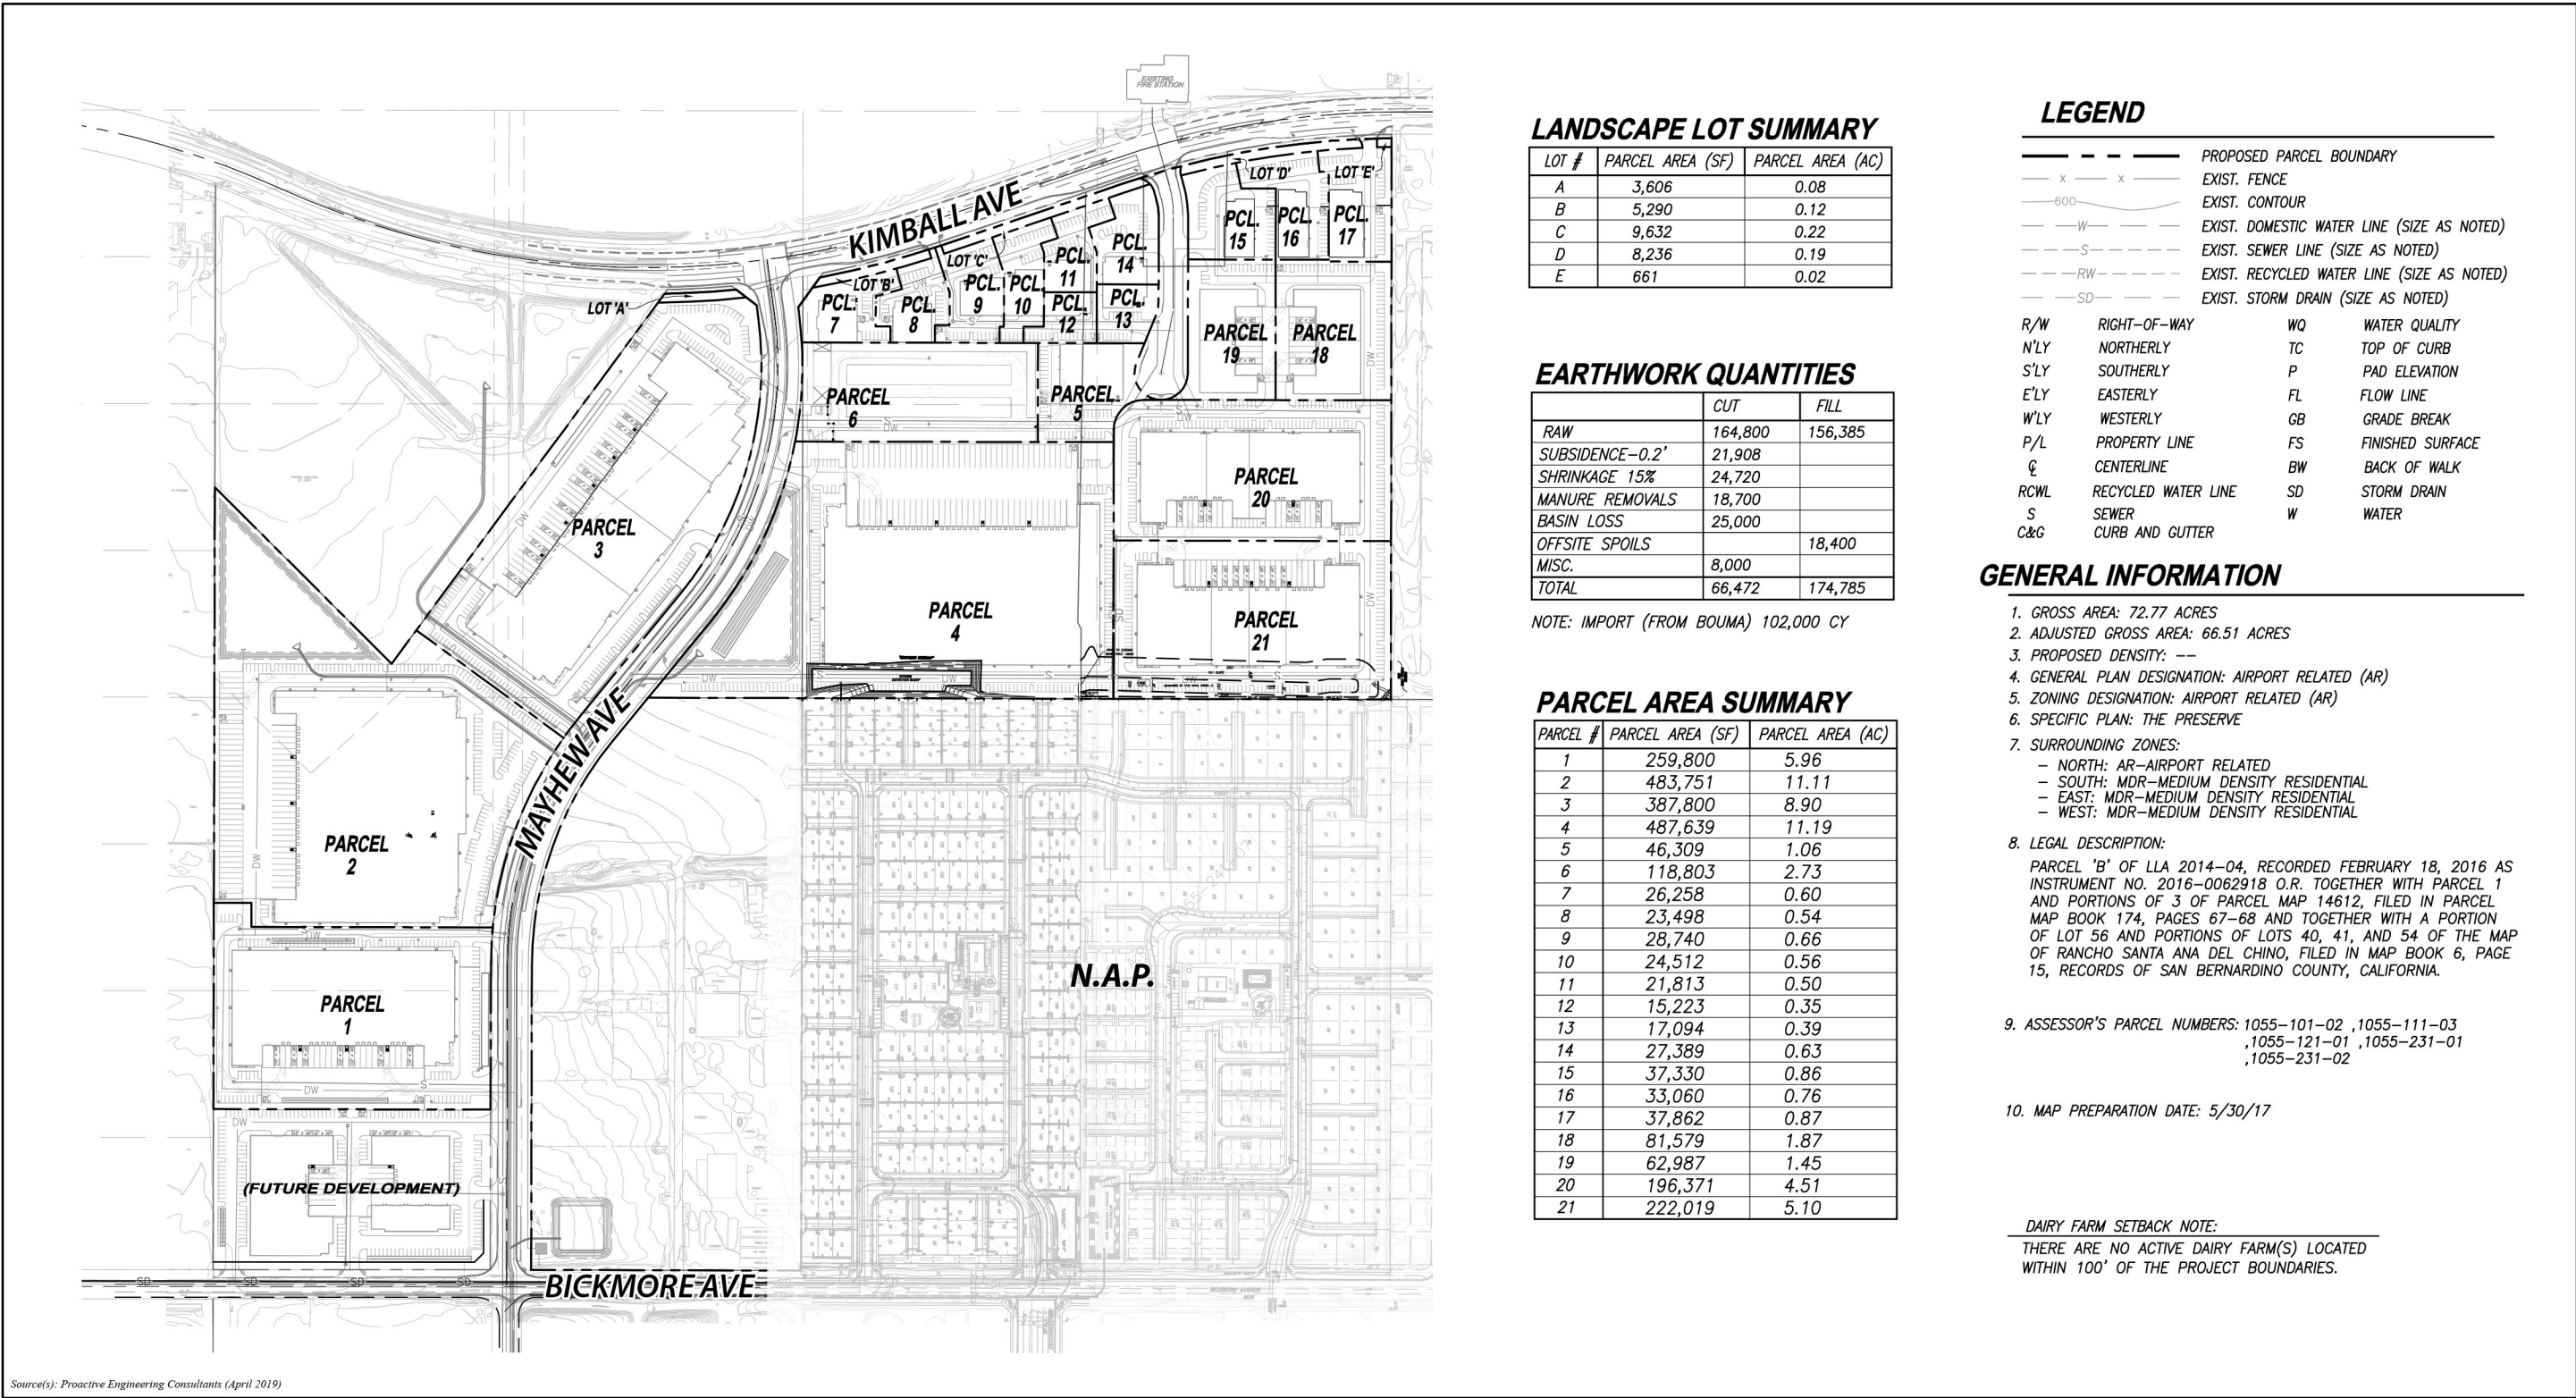 EXISTING
FIRE STATION
KIMBALL AVE
LOT 'A'
LOT 'B'
LOT 'C'
LOT 'D'
LOT 'E'
PCL. 7
PCL. 8
PCL. 9
PCL. 10
PCL. 11
PCL. 12
PCL. 13
PCL. 14
PCL. 15
PCL. 16
PCL. 17
PARCEL 19
PARCEL 18
PARCEL 6
PARCEL 5
PARCEL 20
PARCEL 3
PARCEL 4
PARCEL 21
MAYHEW AVE
PARCEL 2
PARCEL 1
N.A.P.
(FUTURE DEVELOPMENT)
BICKMORE AVE
LANDSCAPE LOT SUMMARY
LOT # PARCEL AREA (SF) PARCEL AREA (AC)
A 3,606 0.08
B 5,290 0.12
C 9,632 0.22
D 8,236 0.19
E 661 0.02
EARTHWORK QUANTITIES
CUT FILL
RAW 164,800 156,385
SUBSIDENCE-0.2' 21,908
SHRINKAGE 15% 24,720
MANURE REMOVALS 18,700
BASIN LOSS 25,000
OFFSITE SPOILS 18,400
MISC. 8,000
TOTAL 66,472 174,785
NOTE: IMPORT (FROM BOUMA) 102,000 CY
PARCEL AREA SUMMARY
PARCEL # PARCEL AREA (SF) PARCEL AREA (AC)
1 259,800 5.96
2 483,751 11.11
3 387,800 8.90
4 487,639 11.19
5 46,309 1.06
6 118,803 2.73
7 26,258 0.60
8 23,498 0.54
9 28,740 0.66
10 24,512 0.56
11 21,813 0.50
12 15,223 0.35
13 17,094 0.39
14 27,389 0.63
15 37,330 0.86
16 33,060 0.76
17 37,862 0.87
18 81,579 1.87
19 62,987 1.45
20 196,371 4.51
21 222,019 5.10
LEGEND
PROPOSED PARCEL BOUNDARY
x x EXIST. FENCE
600 EXIST. CONTOUR
W EXIST. DOMESTIC WATER LINE (SIZE AS NOTED)
S EXIST. SEWER LINE (SIZE AS NOTED)
RW EXIST. RECYCLED WATER LINE (SIZE AS NOTED)
SD EXIST. STORM DRAIN (SIZE AS NOTED)
R/W RIGHT-OF-WAY WQ WATER QUALITY
N'LY NORTHERLY TC TOP OF CURB
S'LY SOUTHERLY P PAD ELEVATION
E'LY EASTERLY FL FLOW LINE
W'LY WESTERLY GB GRADE BREAK
P/L PROPERTY LINE FS FINISHED SURFACE
℄ CENTERLINE BW BACK OF WALK
RCWL RECYCLED WATER LINE SD STORM DRAIN
S SEWER W WATER
C&G CURB AND GUTTER
GENERAL INFORMATION
1. GROSS AREA: 72.77 ACRES
2. ADJUSTED GROSS AREA: 66.51 ACRES
3. PROPOSED DENSITY: --
4. GENERAL PLAN DESIGNATION: AIRPORT RELATED (AR)
5. ZONING DESIGNATION: AIRPORT RELATED (AR)
6. SPECIFIC PLAN: THE PRESERVE
7. SURROUNDING ZONES:
- NORTH: AR-AIRPORT RELATED
- SOUTH: MDR-MEDIUM DENSITY RESIDENTIAL
- EAST: MDR-MEDIUM DENSITY RESIDENTIAL
- WEST: MDR-MEDIUM DENSITY RESIDENTIAL
8. LEGAL DESCRIPTION:
PARCEL 'B' OF LLA 2014-04, RECORDED FEBRUARY 18, 2016 AS
INSTRUMENT NO. 2016-0062918 O.R. TOGETHER WITH PARCEL 1
AND PORTIONS OF 3 OF PARCEL MAP 14612, FILED IN PARCEL
MAP BOOK 174, PAGES 67-68 AND TOGETHER WITH A PORTION
OF LOT 56 AND PORTIONS OF LOTS 40, 41, AND 54 OF THE MAP
OF RANCHO SANTA ANA DEL CHINO, FILED IN MAP BOOK 6, PAGE
15, RECORDS OF SAN BERNARDINO COUNTY, CALIFORNIA.
9. ASSESSOR'S PARCEL NUMBERS: 1055-101-02 ,1055-111-03
,1055-121-01 ,1055-231-01
,1055-231-02
10. MAP PREPARATION DATE: 5/30/17
DAIRY FARM SETBACK NOTE:
THERE ARE NO ACTIVE DAIRY FARM(S) LOCATED
WITHIN 100' OF THE PROJECT BOUNDARIES.
Source(s): Proactive Engineering Consultants (April 2019)